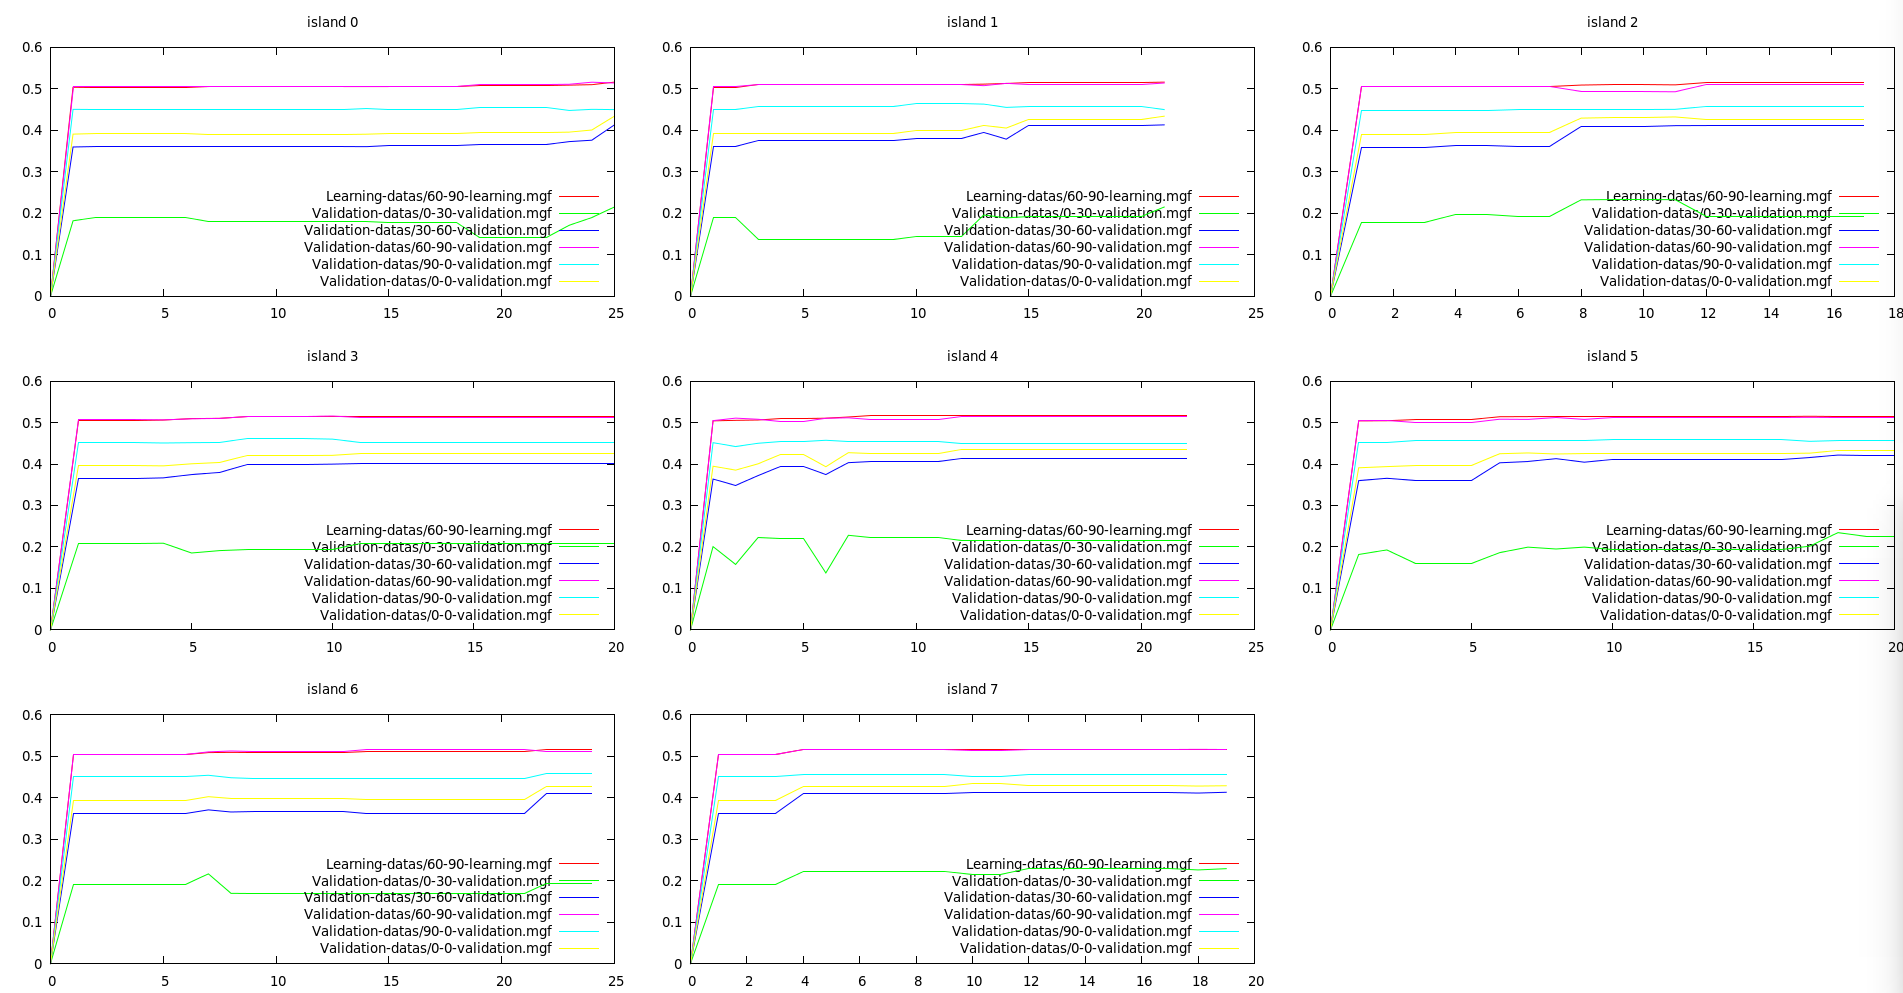 island 0
0.6
0.5
0.4
0.3
0.2
0.1
0
Learning-datas/60-90-learning.mgf
Validation-datas/0-30-validation.mgf
Validation-datas/30-60-validation.mgf
Validation-datas/60-90-validation.mgf
Validation-datas/90-0-validation.mgf
Validation-datas/0-0-validation.mgf
0 5 10 15 20 25
island 1
0.6
0.5
0.4
0.3
0.2
0.1
0
Learning-datas/60-90-learning.mgf
Validation-datas/0-30-validation.mgf
Validation-datas/30-60-validation.mgf
Validation-datas/60-90-validation.mgf
Validation-datas/90-0-validation.mgf
Validation-datas/0-0-validation.mgf
0 5 10 15 20 25
island 2
0.6
0.5
0.4
0.3
0.2
0.1
0
Learning-datas/60-90-learning.mgf
Validation-datas/0-30-validation.mgf
Validation-datas/30-60-validation.mgf
Validation-datas/60-90-validation.mgf
Validation-datas/90-0-validation.mgf
Validation-datas/0-0-validation.mgf
0 2 4 6 8 10 12 14 16 18
island 3
0.6
0.5
0.4
0.3
0.2
0.1
0
Learning-datas/60-90-learning.mgf
Validation-datas/0-30-validation.mgf
Validation-datas/30-60-validation.mgf
Validation-datas/60-90-validation.mgf
Validation-datas/90-0-validation.mgf
Validation-datas/0-0-validation.mgf
0 5 10 15 20
island 4
0.6
0.5
0.4
0.3
0.2
0.1
0
Learning-datas/60-90-learning.mgf
Validation-datas/0-30-validation.mgf
Validation-datas/30-60-validation.mgf
Validation-datas/60-90-validation.mgf
Validation-datas/90-0-validation.mgf
Validation-datas/0-0-validation.mgf
0 5 10 15 20 25
island 5
0.6
0.5
0.4
0.3
0.2
0.1
0
Learning-datas/60-90-learning.mgf
Validation-datas/0-30-validation.mgf
Validation-datas/30-60-validation.mgf
Validation-datas/60-90-validation.mgf
Validation-datas/90-0-validation.mgf
Validation-datas/0-0-validation.mgf
0 5 10 15 20
island 6
0.6
0.5
0.4
0.3
0.2
0.1
0
Learning-datas/60-90-learning.mgf
Validation-datas/0-30-validation.mgf
Validation-datas/30-60-validation.mgf
Validation-datas/60-90-validation.mgf
Validation-datas/90-0-validation.mgf
Validation-datas/0-0-validation.mgf
0 5 10 15 20 25
island 7
0.6
0.5
0.4
0.3
0.2
0.1
0
Learning-datas/60-90-learning.mgf
Validation-datas/0-30-validation.mgf
Validation-datas/30-60-validation.mgf
Validation-datas/60-90-validation.mgf
Validation-datas/90-0-validation.mgf
Validation-datas/0-0-validation.mgf
0 2 4 6 8 10 12 14 16 18 20